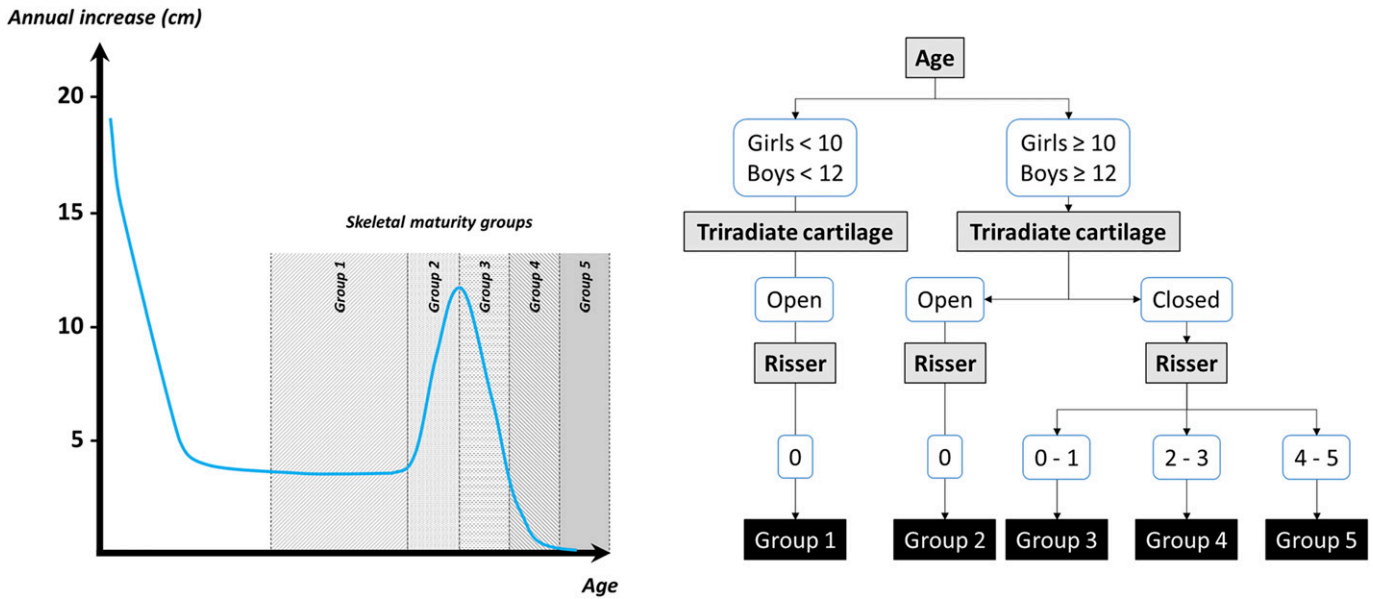 Annual increase (cm)
20
15
10
5
Skeletal maturity groups
Group 1
Group 2
Group 3
Group 4
Group 5
Age
Age
Girls < 10
Boys < 12
Girls ≥ 10
Boys ≥ 12
Triradiate cartilage
Triradiate cartilage
Open
Open
Closed
Risser
Risser
Risser
0
0
0 - 1
2 - 3
4 - 5
Group 1
Group 2
Group 3
Group 4
Group 5